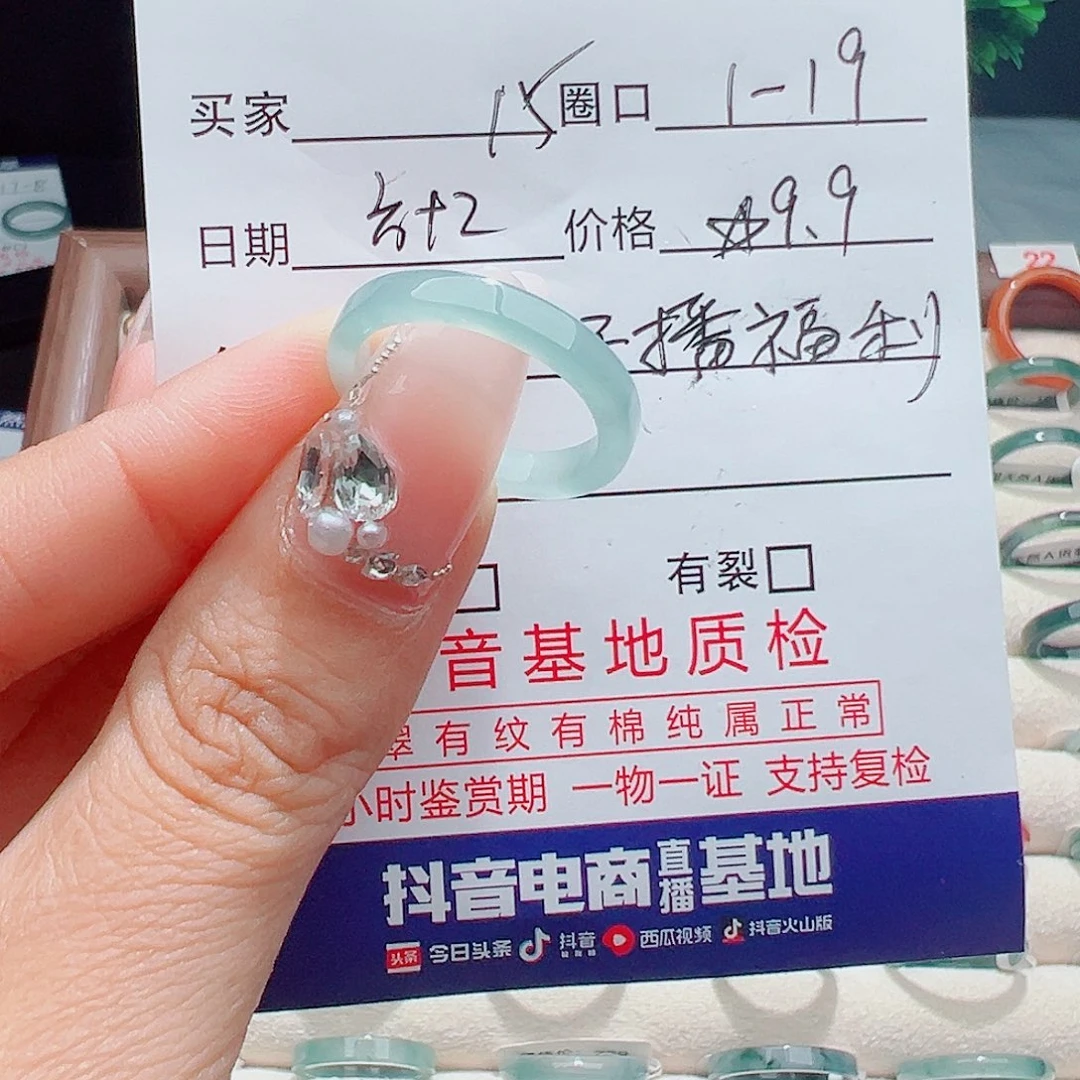 买家 15 圈口 1-19
日期 价格 ☆9.9
播福利
有裂□
音基地质检
翠有纹有棉纯属正常
小时鉴赏期 一物一证 支持复检
抖音电商直播基地
头条 今日头条 抖音 西瓜视频 抖音火山版
22